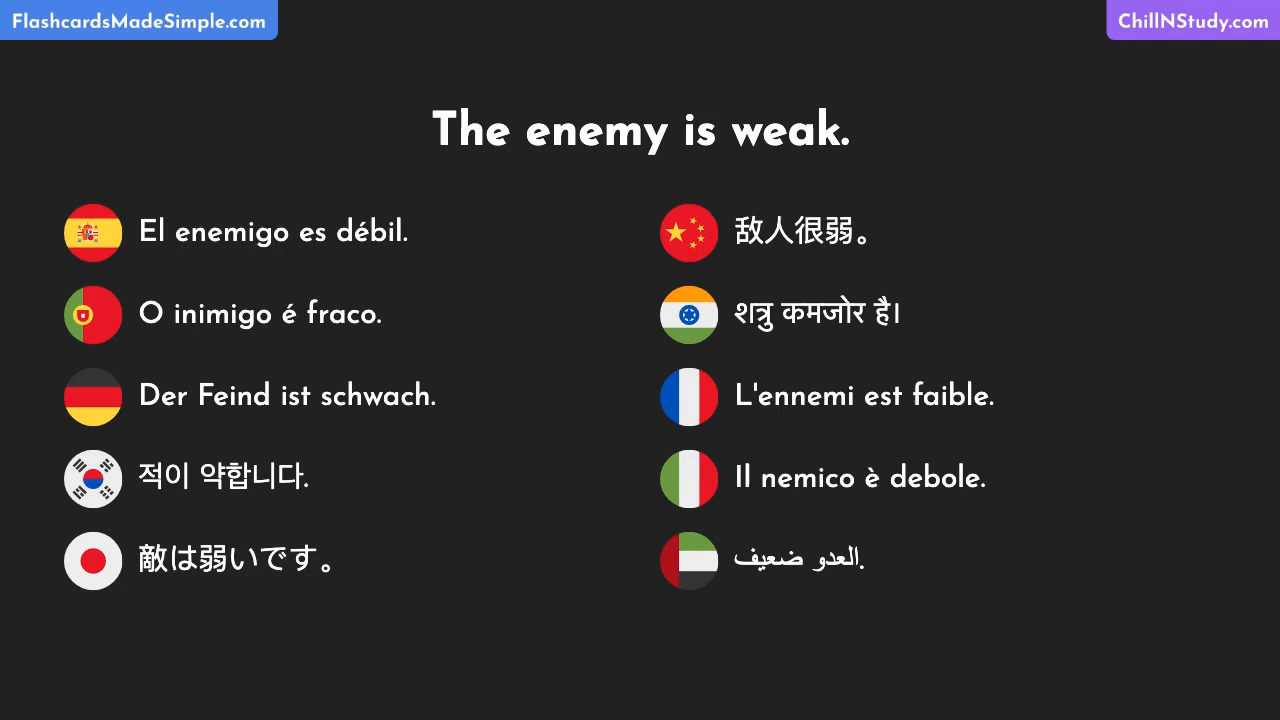 FlashcardsMadeSimple.com
ChillNStudy.com
The enemy is weak.
El enemigo es débil.
O inimigo é fraco.
Der Feind ist schwach.
적이 약합니다.
敵は弱いです。
敌人很弱。
शत्रु कमजोर है।
L'ennemi est faible.
Il nemico è debole.
العدو ضعيف.